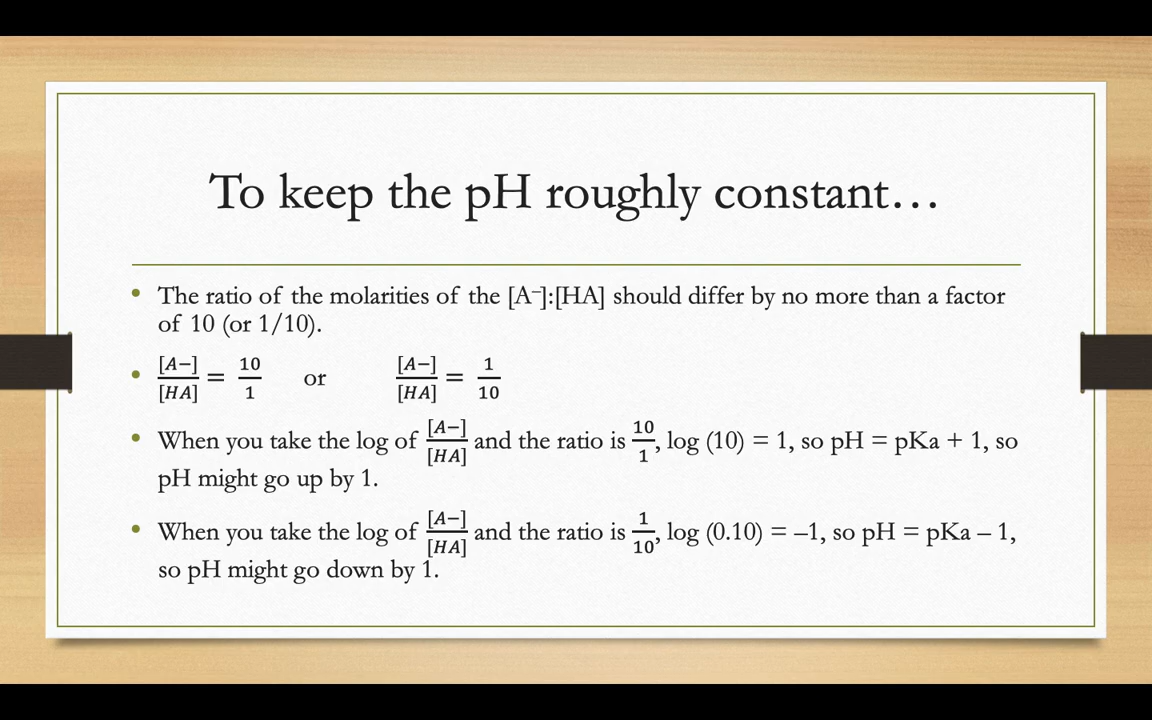 To keep the pH roughly constant…
• The ratio of the molarities of the [A⁻]:[HA] should differ by no more than a factor
of 10 (or 1/10).
• [A−]/[HA] = 10/1 or [A−]/[HA] = 1/10
• When you take the log of [A−]/[HA] and the ratio is 10/1, log (10) = 1, so pH = pKa + 1, so
pH might go up by 1.
• When you take the log of [A−]/[HA] and the ratio is 1/10, log (0.10) = –1, so pH = pKa – 1,
so pH might go down by 1.